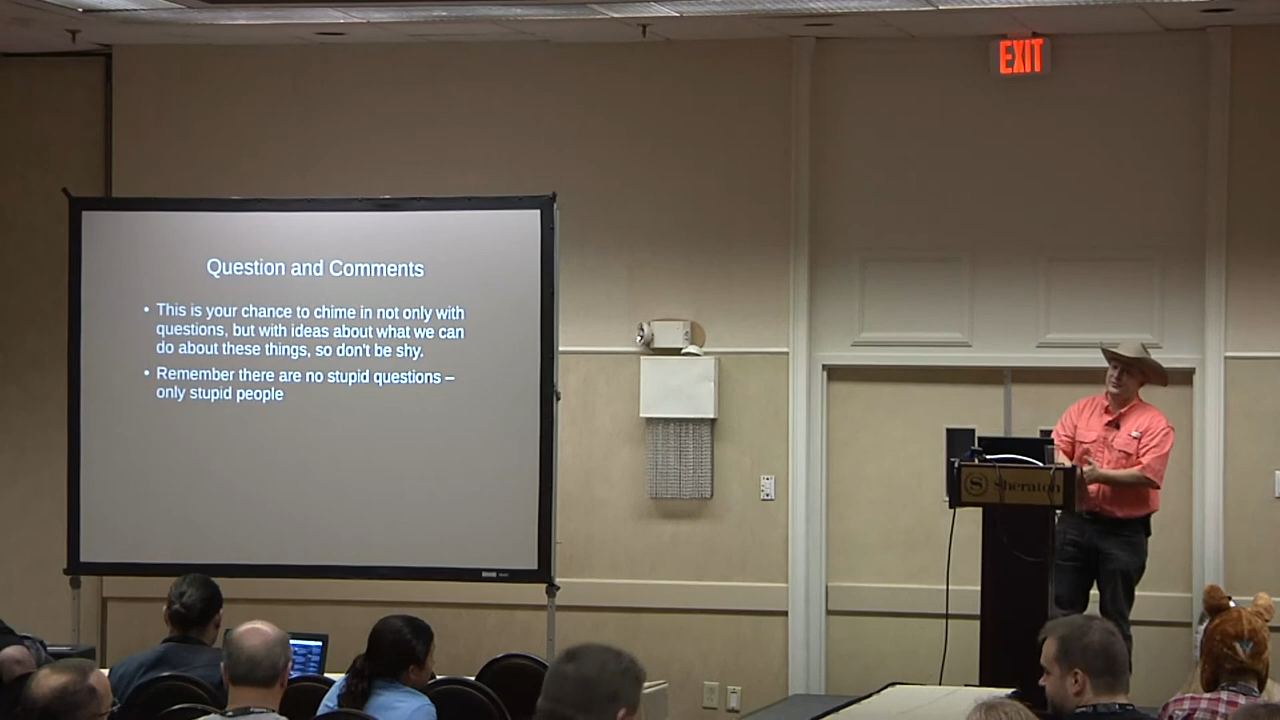 EXIT
Question and Comments
• This is your chance to chime in not only with
questions, but with ideas about what we can
do about these things, so don't be shy.
• Remember there are no stupid questions –
only stupid people
S Sheraton